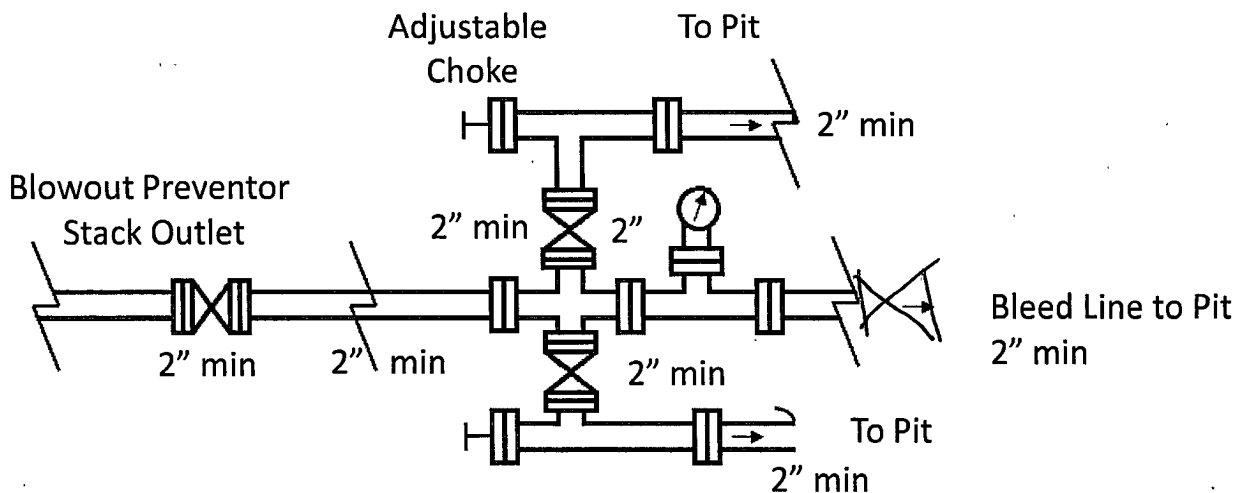 Adjustable
Choke
To Pit
2” min
Blowout Preventor
Stack Outlet
2” min
2”
Bleed Line to Pit
2” min
2” min
2” min
2” min
To Pit
2” min